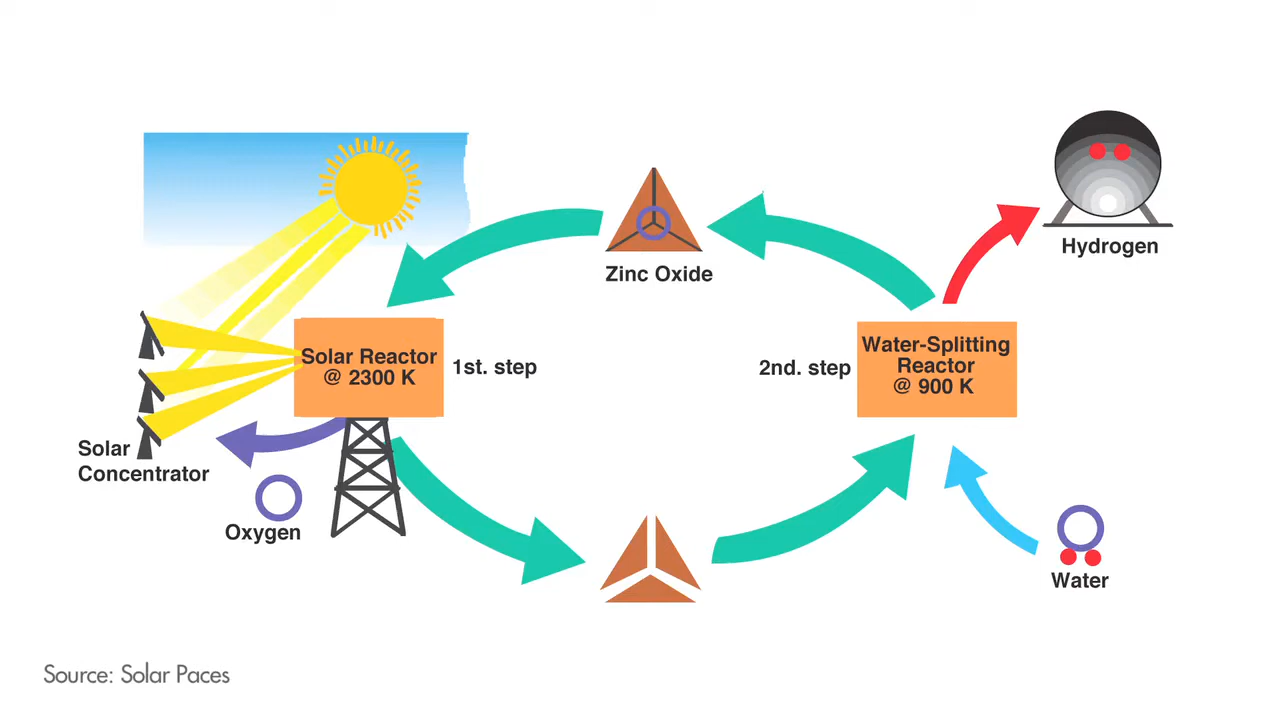 Zinc Oxide
Hydrogen
Solar Reactor
@ 2300 K
1st. step
2nd. step
Water-Splitting
Reactor
@ 900 K
Solar
Concentrator
Oxygen
Water
Source: Solar Paces